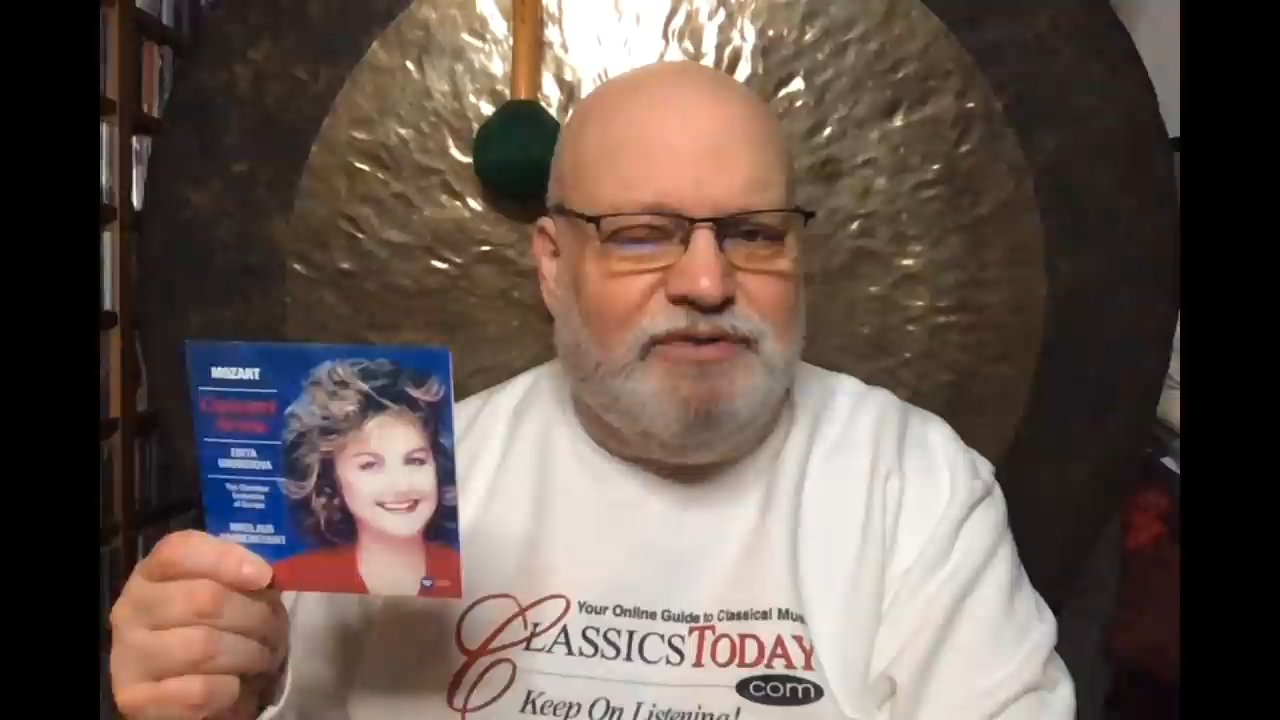 MOZART
Concert
Arias
EDITA
GRUBEROVA
The Chamber
Orchestra
of Europe
NIKOLAUS
HARNONCOURT
Your Online Guide to Classical Mus
CLASSICSTODAY
com
Keep On Listening!